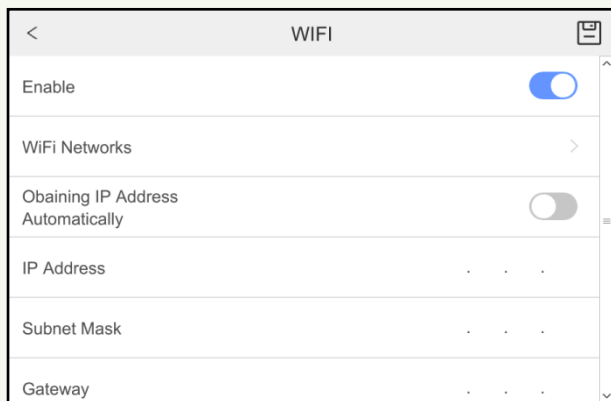 WIFI
Enable
WiFi Networks
Obaining IP Address
Automatically
IP Address . . .
Subnet Mask . . .
Gateway . . .